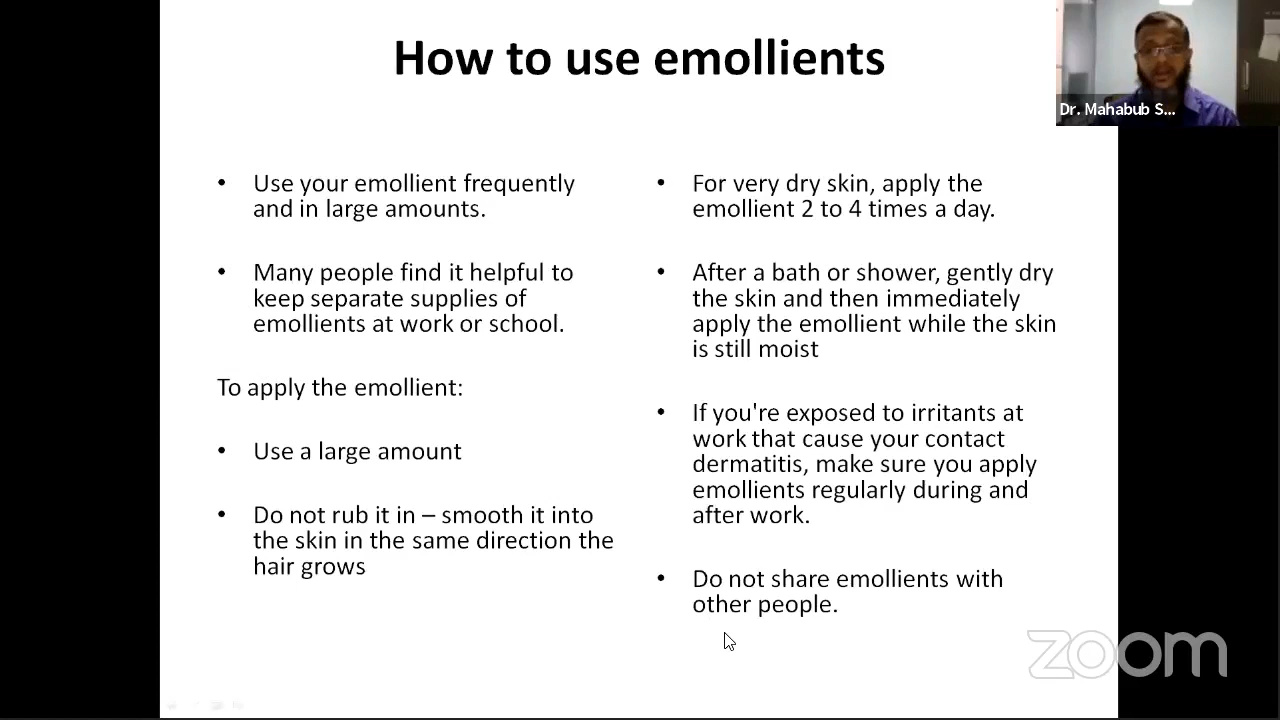 How to use emollients
Dr. Mahabub S...
• Use your emollient frequently
and in large amounts.
• Many people find it helpful to
keep separate supplies of
emollients at work or school.
To apply the emollient:
• Use a large amount
• Do not rub it in – smooth it into
the skin in the same direction the
hair grows
• For very dry skin, apply the
emollient 2 to 4 times a day.
• After a bath or shower, gently dry
the skin and then immediately
apply the emollient while the skin
is still moist
• If you're exposed to irritants at
work that cause your contact
dermatitis, make sure you apply
emollients regularly during and
after work.
• Do not share emollients with
other people.
zoom